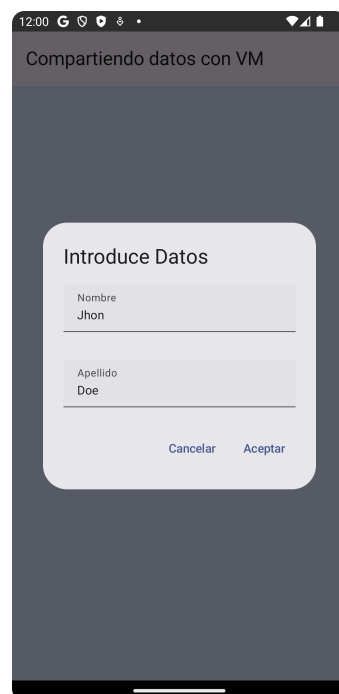 12:00
Compartiendo datos con VM
Introduce Datos
Nombre
Jhon
Apellido
Doe
Cancelar Aceptar